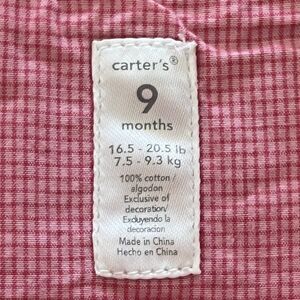 carter's®
9
months
16.5 - 20.5 lb
7.5 - 9.3 kg
100% cotton/
algodon
Exclusive of
decoration/
Excluyendo la
decoracion
Made in China
Hecho en China